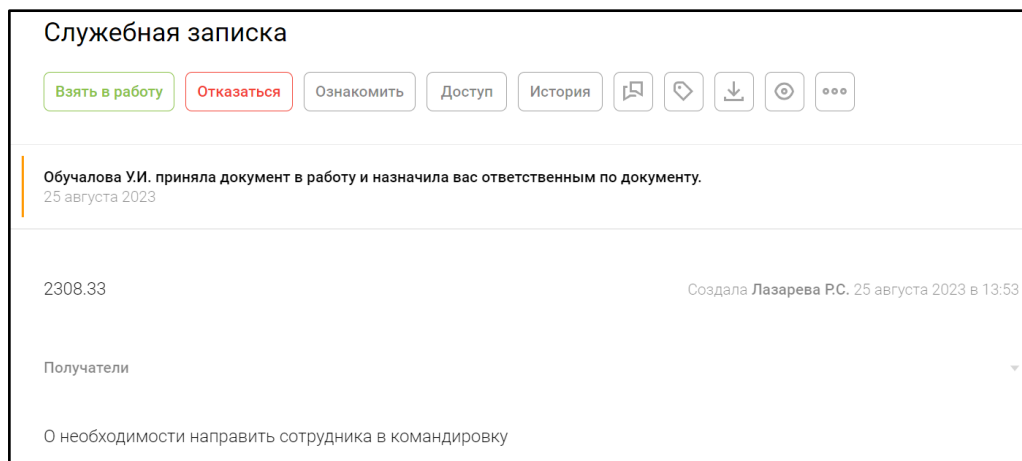 Служебная записка
Взять в работу Отказаться Ознакомить Доступ История
Обучалова У.И. приняла документ в работу и назначила вас ответственным по документу.
25 августа 2023
2308.33 Создала Лазарева Р.С. 25 августа 2023 в 13:53
Получатели
О необходимости направить сотрудника в командировку